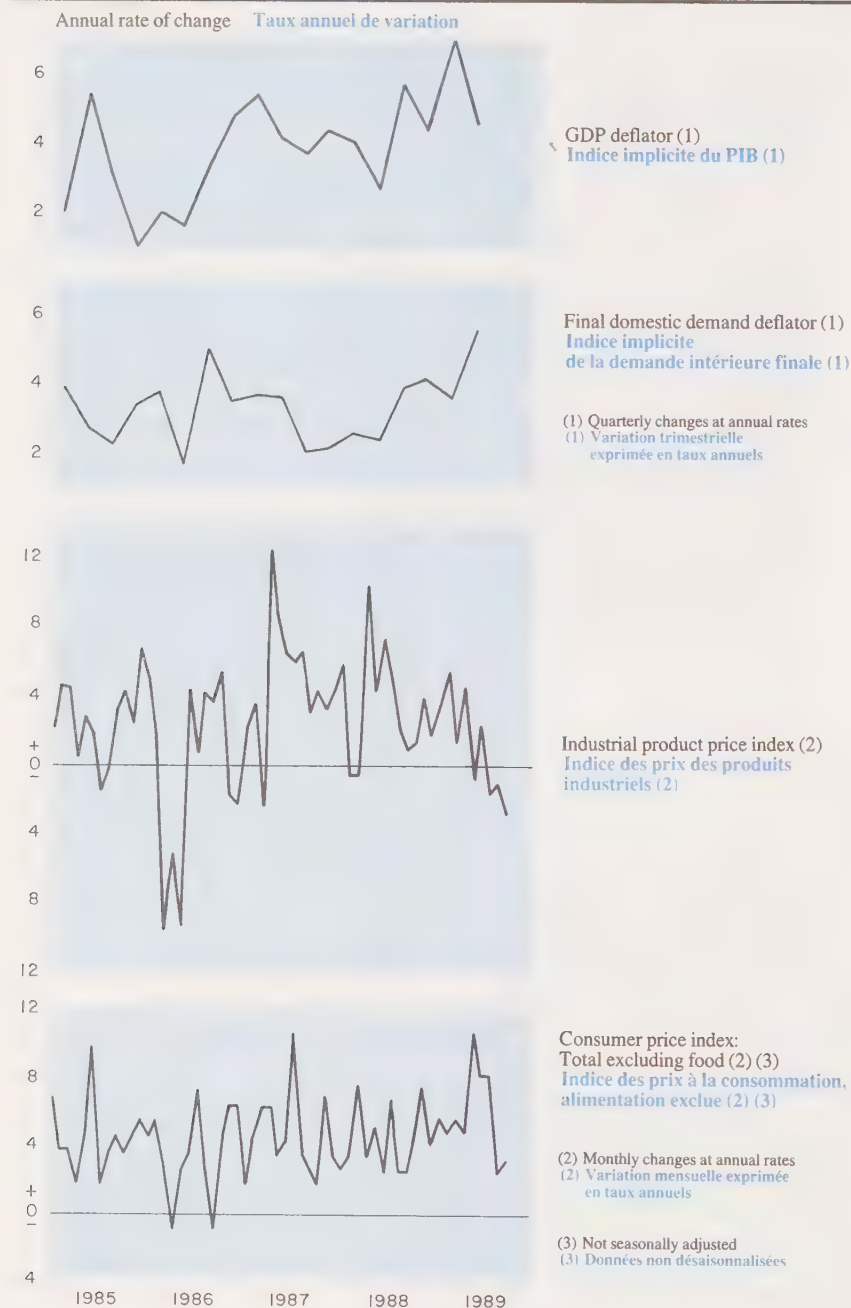 Annual rate of change Taux annuel de variation
6
4
2
GDP deflator (1)
Indice implicite du PIB (1)
6
4
2
Final domestic demand deflator (1)
Indice implicite
de la demande intérieure finale (1)
(1) Quarterly changes at annual rates
(1) Variation trimestrielle
exprimée en taux annuels
12
8
4
+
0
−
4
8
12
Industrial product price index (2)
Indice des prix des produits
industriels (2)
12
8
4
+
0
−
4
Consumer price index:
Total excluding food (2) (3)
Indice des prix à la consommation,
alimentation exclue (2) (3)
(2) Monthly changes at annual rates
(2) Variation mensuelle exprimée
en taux annuels
(3) Not seasonally adjusted
(3) Données non désaisonnalisées
1985 1986 1987 1988 1989